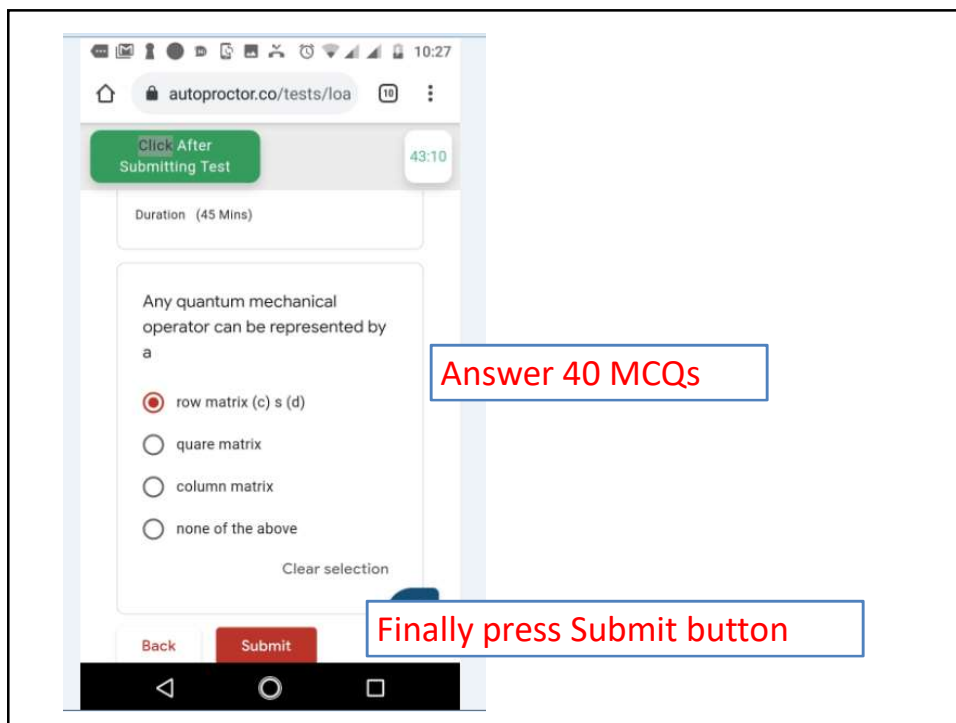 10:27
autoproctor.co/tests/loa 10
Click After
Submitting Test
43:10
Duration (45 Mins)
Any quantum mechanical
operator can be represented by
a
Answer 40 MCQs
row matrix (c) s (d)
quare matrix
column matrix
none of the above
Clear selection
Finally press Submit button
Back Submit